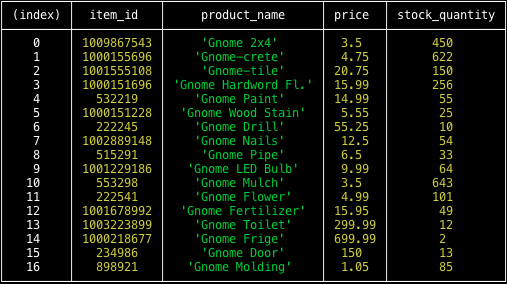 (index) item_id product_name price stock_quantity
0 1009867543 'Gnome 2x4' 3.5 450
1 1000155696 'Gnome-crete' 4.75 622
2 1001555108 'Gnome-tile' 20.75 150
3 1000151696 'Gnome Hardword Fl.' 15.99 256
4 532219 'Gnome Paint' 14.99 55
5 1000151228 'Gnome Wood Stain' 5.55 25
6 222245 'Gnome Drill' 55.25 10
7 1002889148 'Gnome Nails' 12.5 54
8 515291 'Gnome Pipe' 6.5 33
9 1001229186 'Gnome LED Bulb' 9.99 64
10 553298 'Gnome Mulch' 3.5 643
11 222541 'Gnome Flower' 4.99 101
12 1001678992 'Gnome Fertilizer' 15.95 49
13 1003223899 'Gnome Toilet' 299.99 12
14 1000218677 'Gnome Frige' 699.99 2
15 234986 'Gnome Door' 150 13
16 898921 'Gnome Molding' 1.05 85